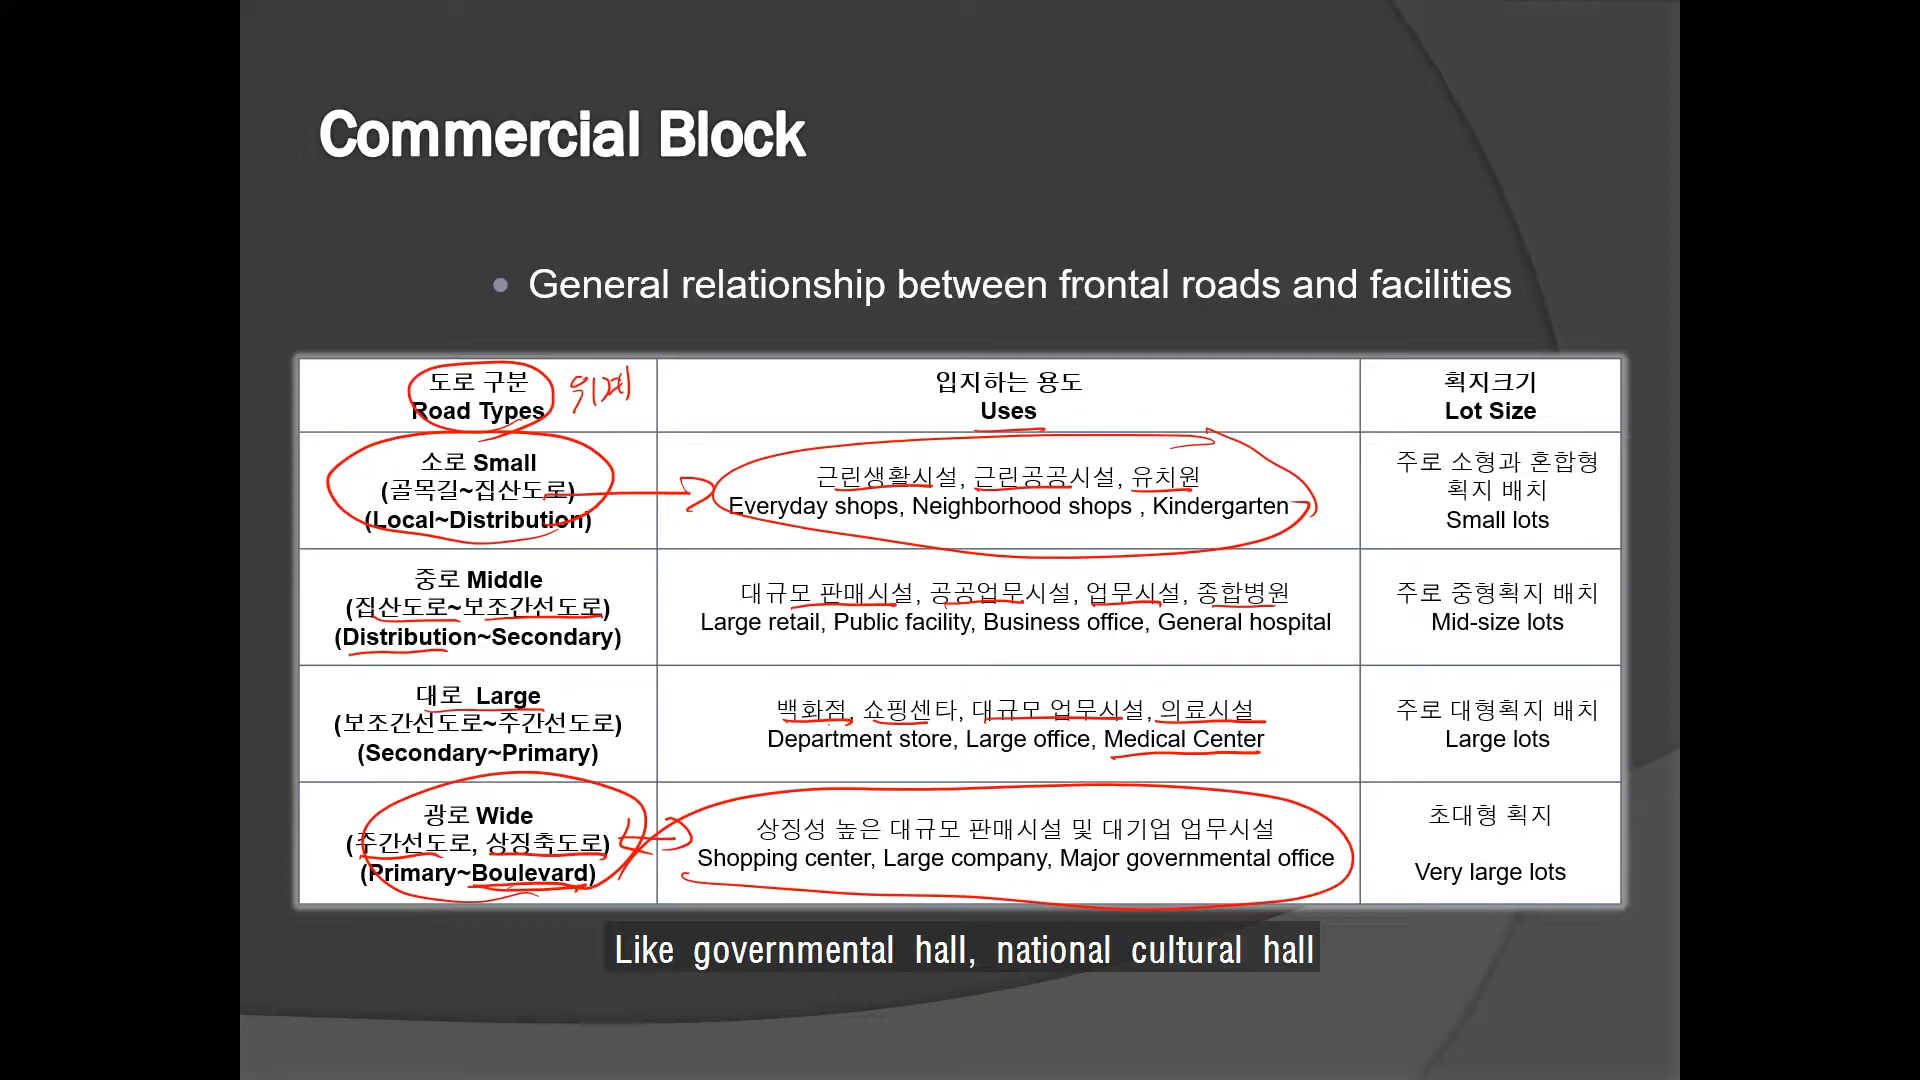 Commercial Block
• General relationship between frontal roads and facilities
도로 구분
Road Types
위계
입지하는 용도
Uses
획지크기
Lot Size
소로 Small
(골목길~집산도로)
(Local~Distribution)
근린생활시설, 근린공공시설, 유치원
Everyday shops, Neighborhood shops , Kindergarten
주로 소형과 혼합형
획지 배치
Small lots
중로 Middle
(집산도로~보조간선도로)
(Distribution~Secondary)
대규모 판매시설, 공공업무시설, 업무시설, 종합병원
Large retail, Public facility, Business office, General hospital
주로 중형획지 배치
Mid-size lots
대로 Large
(보조간선도로~주간선도로)
(Secondary~Primary)
백화점, 쇼핑센타, 대규모 업무시설, 의료시설
Department store, Large office, Medical Center
주로 대형획지 배치
Large lots
광로 Wide
(주간선도로, 상징축도로)
(Primary~Boulevard)
상징성 높은 대규모 판매시설 및 대기업 업무시설
Shopping center, Large company, Major governmental office
초대형 획지
Very large lots
Like governmental hall, national cultural hall